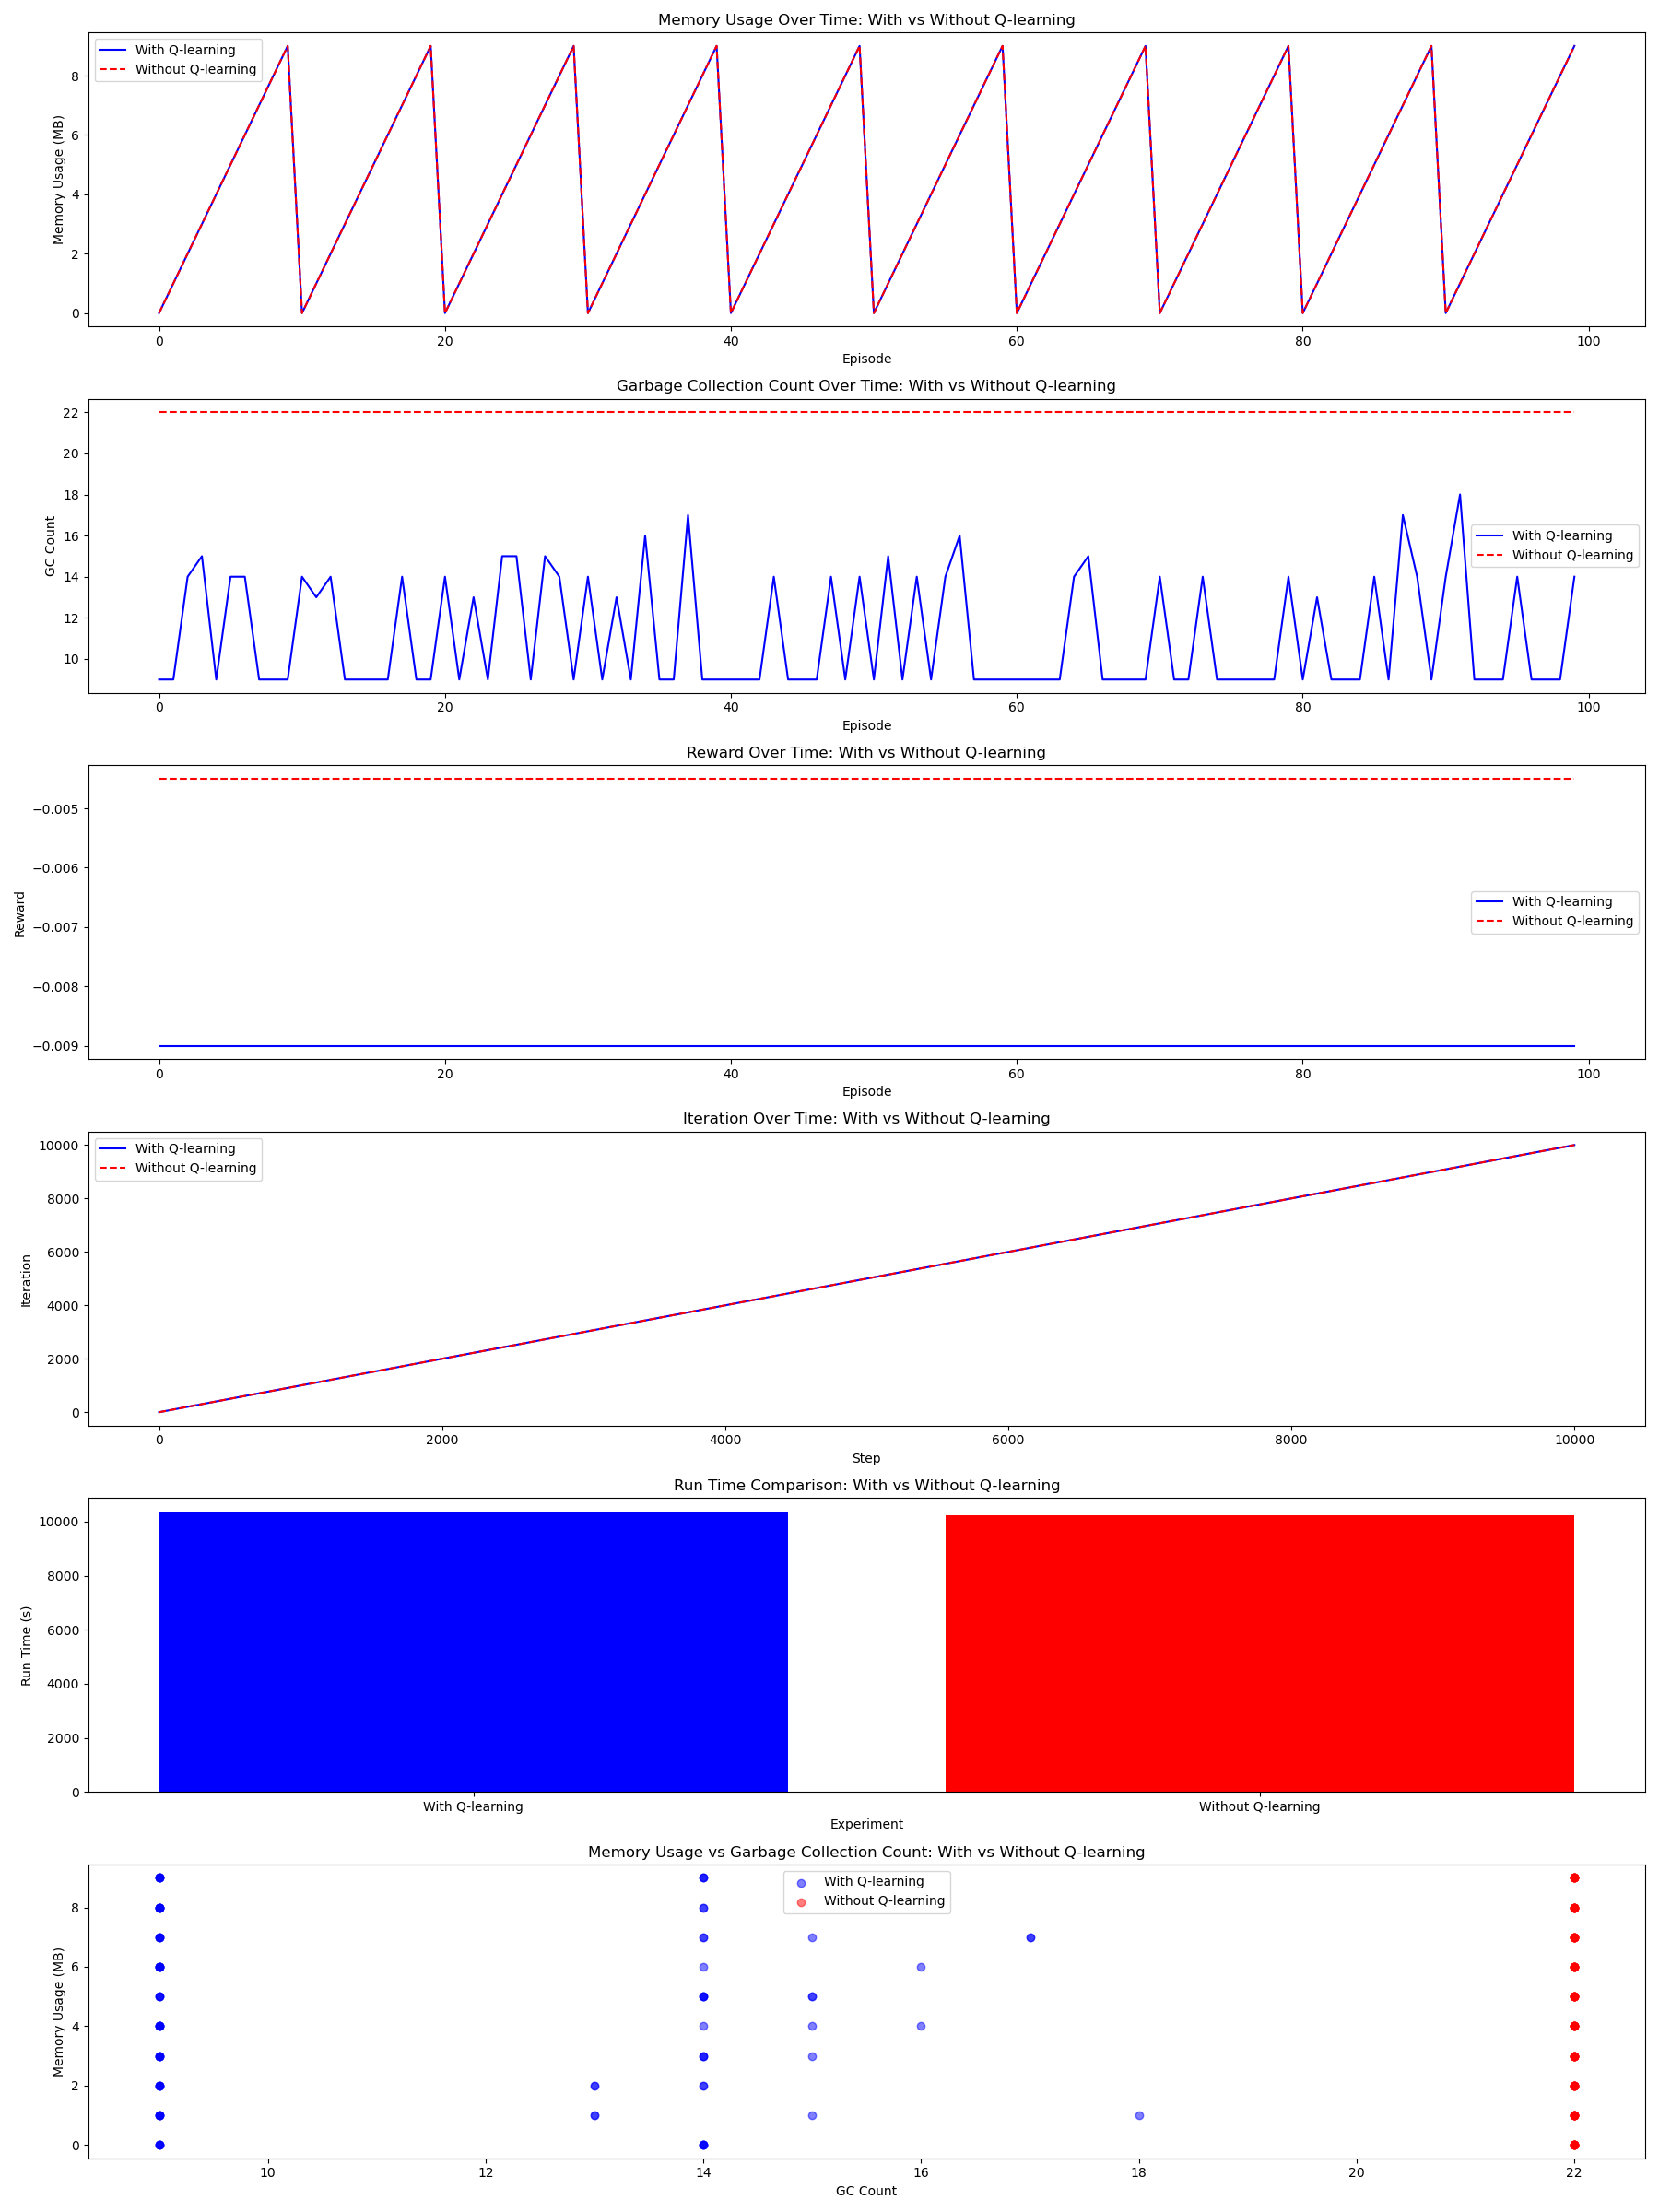 Memory Usage Over Time: With vs Without Q-learning
With Q-learning
Without Q-learning
Memory Usage (MB)
8
6
4
2
0
0 20 40 60 80 100
Episode
Garbage Collection Count Over Time: With vs Without Q-learning
With Q-learning
Without Q-learning
GC Count
22
20
18
16
14
12
10
0 20 40 60 80 100
Episode
Reward Over Time: With vs Without Q-learning
With Q-learning
Without Q-learning
Reward
−0.005
−0.006
−0.007
−0.008
−0.009
0 20 40 60 80 100
Episode
Iteration Over Time: With vs Without Q-learning
With Q-learning
Without Q-learning
Iteration
10000
8000
6000
4000
2000
0
0 2000 4000 6000 8000 10000
Step
Run Time Comparison: With vs Without Q-learning
Run Time (s)
10000
8000
6000
4000
2000
0
With Q-learning Without Q-learning
Experiment
Memory Usage vs Garbage Collection Count: With vs Without Q-learning
With Q-learning
Without Q-learning
Memory Usage (MB)
8
6
4
2
0
10 12 14 16 18 20 22
GC Count